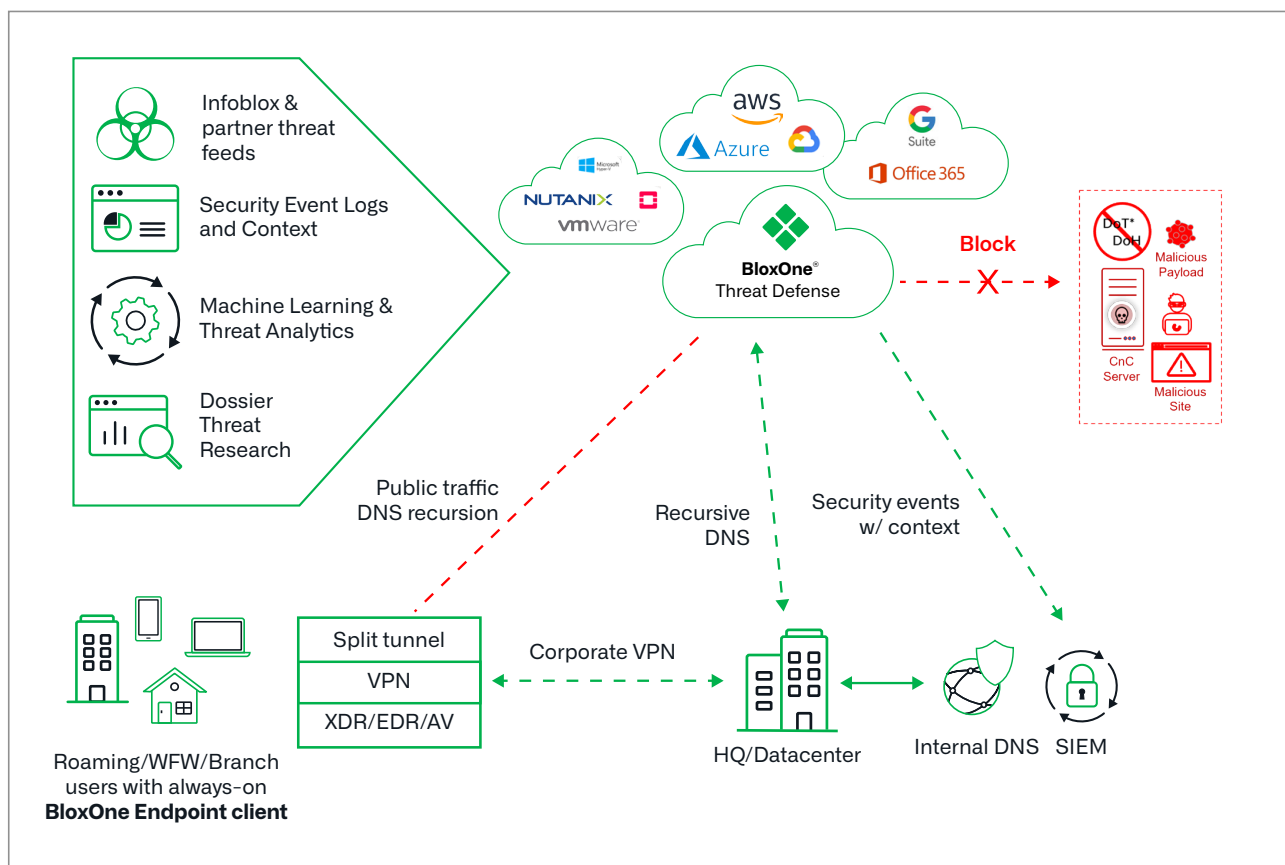 Infoblox &
partner threat
feeds
Security Event Logs
and Context
Machine Learning &
Threat Analytics
Dossier
Threat
Research
Microsoft
Hyper-V
NUTANIX
vmware
aws
Azure
G
Suite
Office 365
BloxOne®
Threat Defense
Block
X
DoT*
DoH
Malicious
Payload
CnC
Server
Malicious
Site
Public traffic
DNS recursion
Recursive
DNS
Security events
w/ context
Split tunnel
VPN
XDR/EDR/AV
Corporate VPN
HQ/Datacenter
Internal DNS
SIEM
Roaming/WFW/Branch
users with always-on
BloxOne Endpoint client